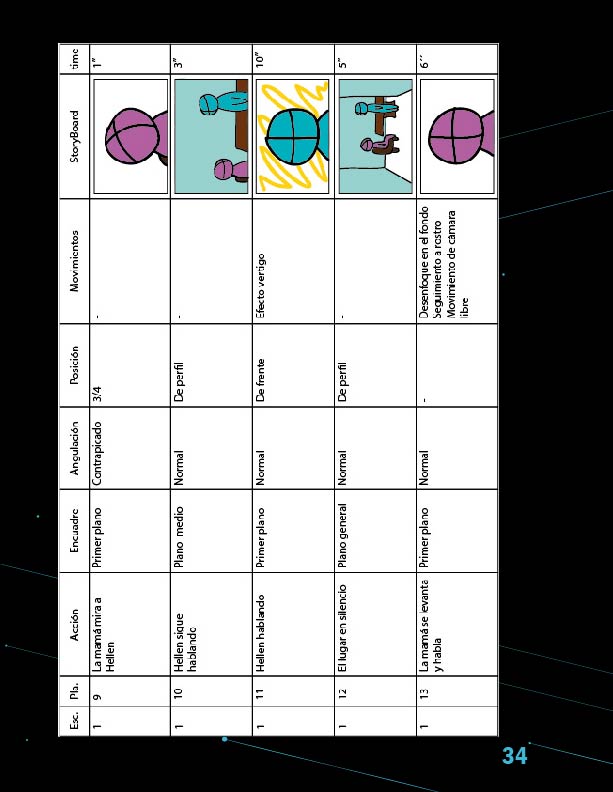 Esc. Pla. Acción Encuadre Angulación Posición Movimientos StoryBoard time
1 9 La mamá mira a
Hellen
Primer plano Contrapicado 3/4 - 1”
1 10 Hellen sigue
hablando
Plano medio Normal De perfil - 3”
1 11 Hellen hablando Primer plano Normal De frente Efecto vertigo 10”
1 12 El lugar en silencio Plano general Normal De perfil - 5”
1 13 La mamá se levanta
y habla
Primer plano Normal - Desenfoque en el fondo
Seguimiento a rostro
Movimiento de cámara
libre
6´´
34